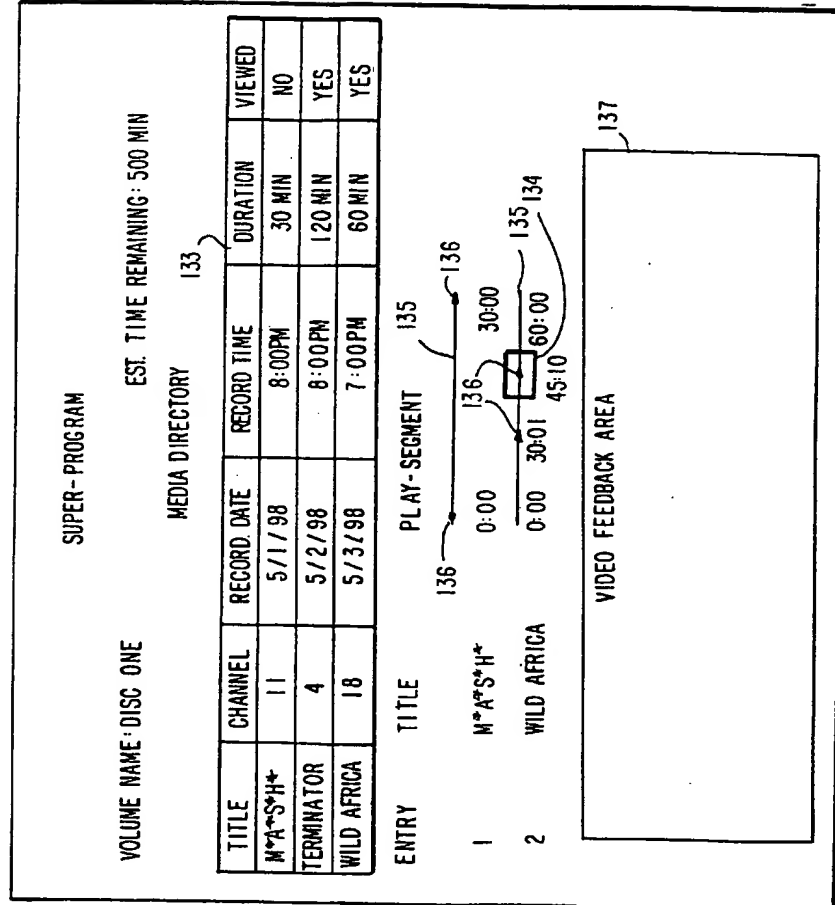 SUPER-PROGRAM
VOLUME NAME: DISC ONE EST. TIME REMAINING: 500 MIN
MEDIA DIRECTORY
133
TITLE CHANNEL RECORD. DATE RECORD TIME DURATION VIEWED
M*A*S*H* 11 5/1/98 8:00PM 30 MIN NO
TERMINATOR 4 5/2/98 8:00PM 120 MIN YES
WILD AFRICA 18 5/3/98 7:00PM 60 MIN YES
ENTRY TITLE PLAY-SEGMENT
136 135 136
1 M*A*S*H* 0:00 30:00
136 135 134
2 WILD AFRICA 0:00 30:01 45:10 60:00
VIDEO FEEDBACK AREA
137